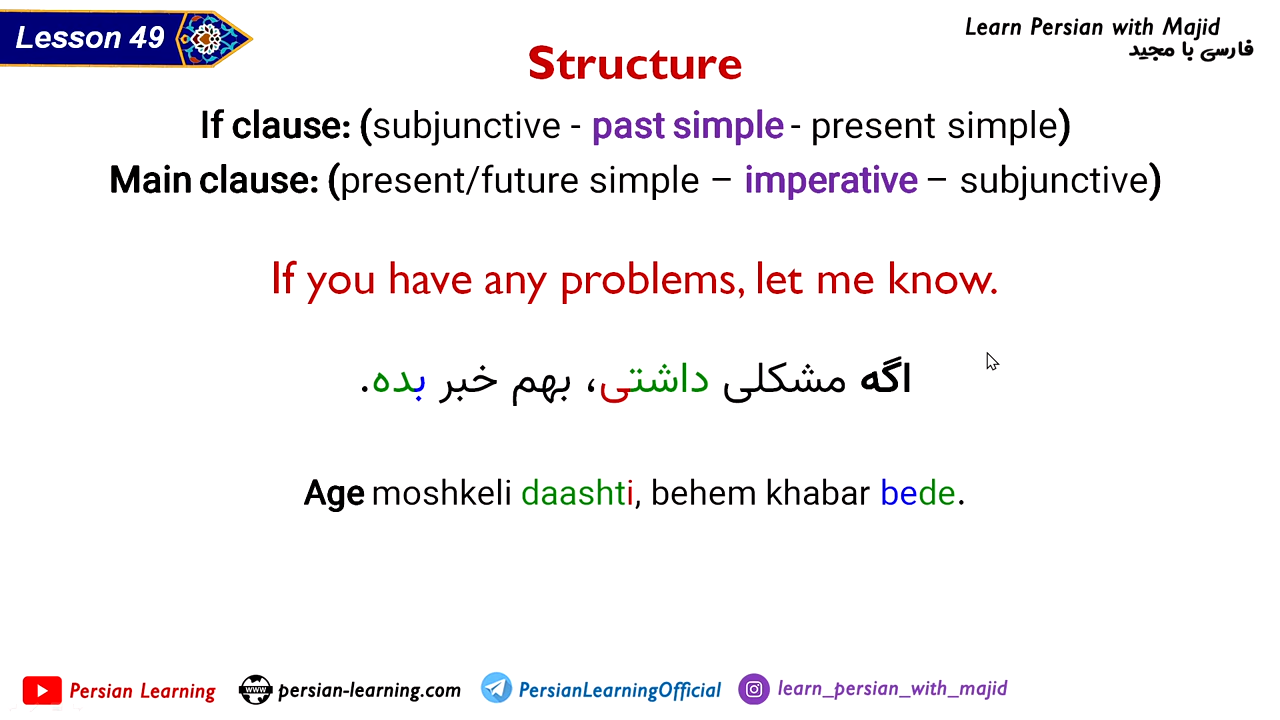 Lesson 49
Learn Persian with Majid
فارسی با مجید
Structure
If clause: (subjunctive - past simple - present simple)
Main clause: (present/future simple – imperative – subjunctive)
If you have any problems, let me know.
اگه مشکلی داشتی، بهم خبر بده.
Age moshkeli daashti, behem khabar bede.
Persian Learning
www
persian-learning.com
PersianLearningOfficial
learn_persian_with_majid